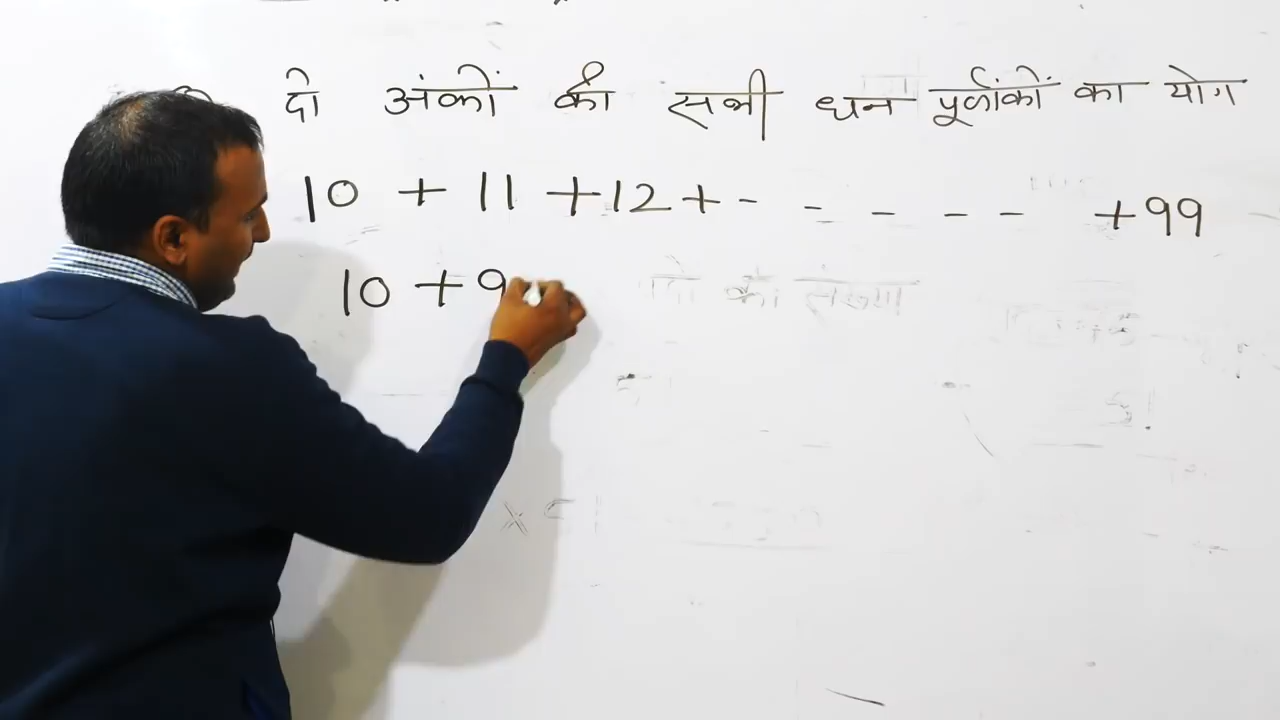 दो अंकों की सभी धन पूर्णांकों का योग
10 + 11 + 12 + - - - - - + 99
10 + 9